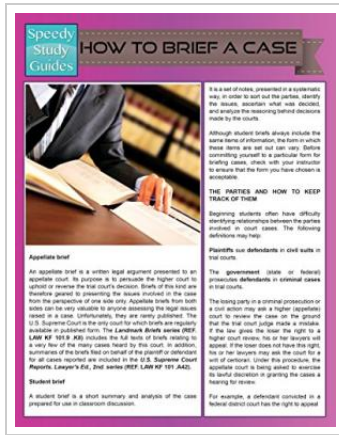 Speedy
Study
Guides
HOW TO BRIEF A CASE
Appellate brief
An appellate brief is a written legal argument presented to an
appellate court. Its purpose is to persuade the higher court to
uphold or reverse the trial court's decision. Briefs of this kind are
therefore geared to presenting the issues involved in the case
from the perspective of one side only. Appellate briefs from both
sides can be very valuable to anyone assessing the legal issues
raised in a case. Unfortunately, they are rarely published. The
U.S. Supreme Court is the only court for which briefs are regularly
available in published form. The Landmark Briefs series (REF.
LAW KF 101.9 .K8) includes the full texts of briefs relating to
a very few of the many cases heard by this court. In addition,
summaries of the briefs filed on behalf of the plaintiff or defendant
for all cases reported are included in the U.S. Supreme Court
Reports. Lawyer's Ed., 2nd. series (REF. LAW KF 101 .A42).
Student brief
A student brief is a short summary and analysis of the case
prepared for use in classroom discussion.
It is a set of notes, presented in a systematic
way, in order to sort out the parties, identify
the issues, ascertain what was decided,
and analyze the reasoning behind decisions
made by the courts.
Although student briefs always include the
same items of information, the form in which
these items are set out can vary. Before
committing yourself to a particular form for
briefing cases, check with your instructor
to ensure that the form you have chosen is
acceptable.
THE PARTIES AND HOW TO KEEP
TRACK OF THEM
Beginning students often have difficulty
identifying relationships between the parties
involved in court cases. The following
definitions may help:
Plaintiffs sue defendants in civil suits in
trial courts.
The government (state or federal)
prosecutes defendants in criminal cases
in trial courts.
The losing party in a criminal prosecution or
a civil action may ask a higher (appellate)
court to review the case on the ground
that the trial court judge made a mistake.
If the law gives the loser the right to a
higher court review, his or her lawyers will
appeal. If the loser does not have this right,
his or her lawyers may ask the court for a
writ of certiorari. Under this procedure, the
appellate court is being asked to exercise
its lawful discretion in granting the cases a
hearing for review.
For example, a defendant convicted in a
federal district court has the right to appeal